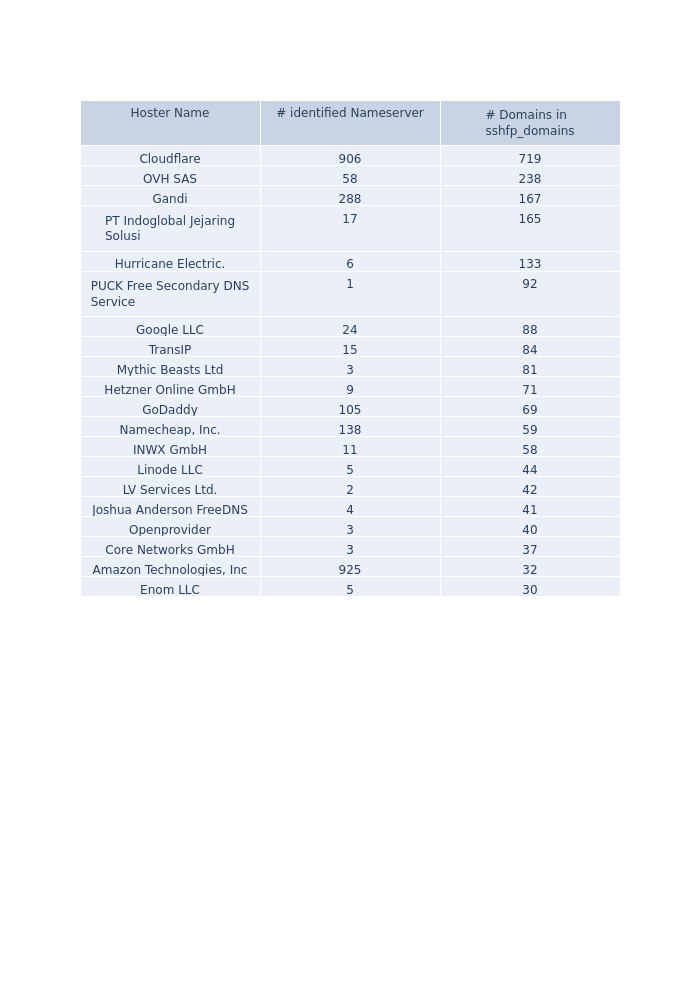 Hoster Name # identified Nameserver # Domains in
sshfp_domains
Cloudflare 906 719
OVH SAS 58 238
Gandi 288 167
PT Indoglobal Jejaring 17 165
Solusi
Hurricane Electric. 6 133
PUCK Free Secondary DNS 1 92
Service
Google LLC 24 88
TransIP 15 84
Mythic Beasts Ltd 3 81
Hetzner Online GmbH 9 71
GoDaddy 105 69
Namecheap, Inc. 138 59
INWX GmbH 11 58
Linode LLC 5 44
LV Services Ltd. 2 42
Joshua Anderson FreeDNS 4 41
Openprovider 3 40
Core Networks GmbH 3 37
Amazon Technologies, Inc 925 32
Enom LLC 5 30